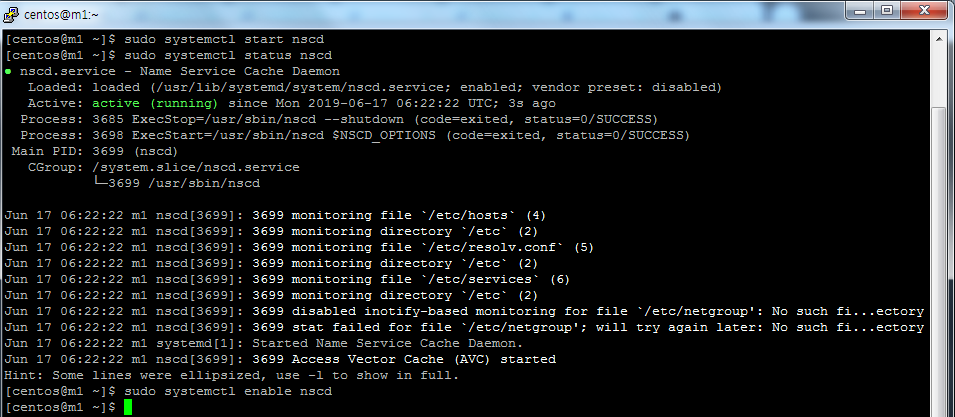 centos@m1:~
[centos@m1 ~]$ sudo systemctl start nscd
[centos@m1 ~]$ sudo systemctl status nscd
● nscd.service - Name Service Cache Daemon
   Loaded: loaded (/usr/lib/systemd/system/nscd.service; enabled; vendor preset: disabled)
   Active: active (running) since Mon 2019-06-17 06:22:22 UTC; 3s ago
  Process: 3685 ExecStop=/usr/sbin/nscd --shutdown (code=exited, status=0/SUCCESS)
  Process: 3698 ExecStart=/usr/sbin/nscd $NSCD_OPTIONS (code=exited, status=0/SUCCESS)
 Main PID: 3699 (nscd)
   CGroup: /system.slice/nscd.service
           └─3699 /usr/sbin/nscd
Jun 17 06:22:22 m1 nscd[3699]: 3699 monitoring file `/etc/hosts` (4)
Jun 17 06:22:22 m1 nscd[3699]: 3699 monitoring directory `/etc` (2)
Jun 17 06:22:22 m1 nscd[3699]: 3699 monitoring file `/etc/resolv.conf` (5)
Jun 17 06:22:22 m1 nscd[3699]: 3699 monitoring directory `/etc` (2)
Jun 17 06:22:22 m1 nscd[3699]: 3699 monitoring file `/etc/services` (6)
Jun 17 06:22:22 m1 nscd[3699]: 3699 monitoring directory `/etc` (2)
Jun 17 06:22:22 m1 nscd[3699]: 3699 disabled inotify-based monitoring for file `/etc/netgroup': No such fi...ectory
Jun 17 06:22:22 m1 nscd[3699]: 3699 stat failed for file `/etc/netgroup'; will try again later: No such fi...ectory
Jun 17 06:22:22 m1 systemd[1]: Started Name Service Cache Daemon.
Jun 17 06:22:22 m1 nscd[3699]: 3699 Access Vector Cache (AVC) started
Hint: Some lines were ellipsized, use -l to show in full.
[centos@m1 ~]$ sudo systemctl enable nscd
[centos@m1 ~]$